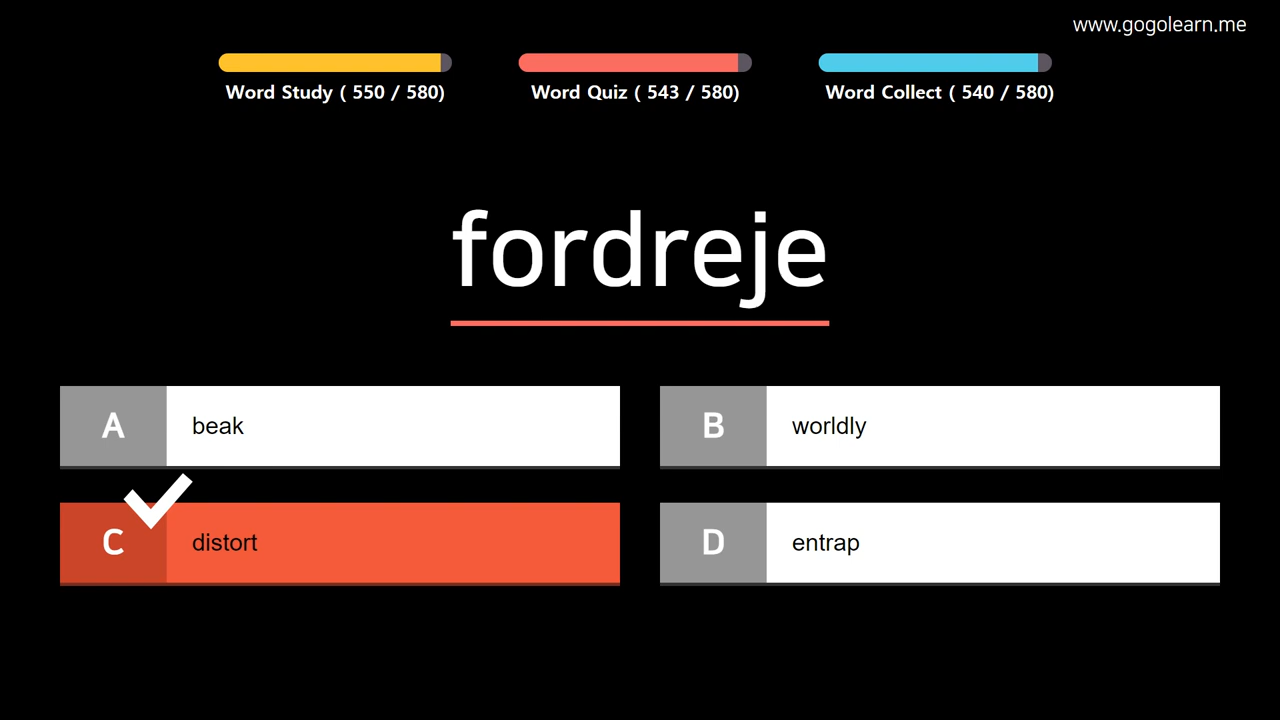 www.gogolearn.me
Word Study ( 550 / 580)
Word Quiz ( 543 / 580)
Word Collect ( 540 / 580)
fordreje
A beak
B worldly
C distort
D entrap